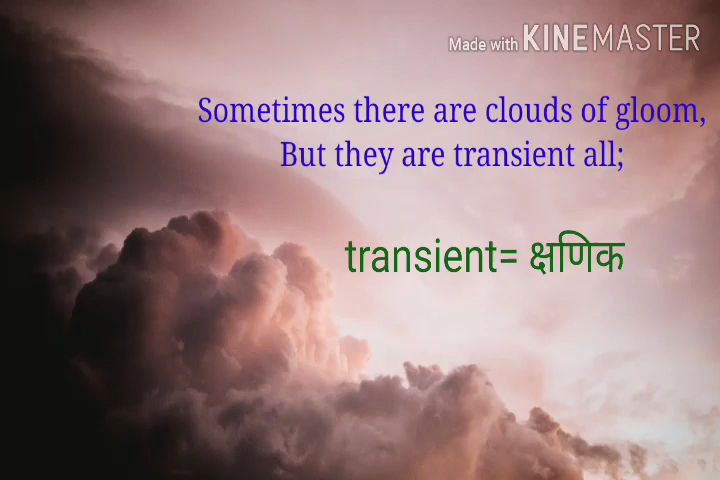 Made with KINEMASTER
Sometimes there are clouds of gloom,
But they are transient all;
transient= क्षणिक